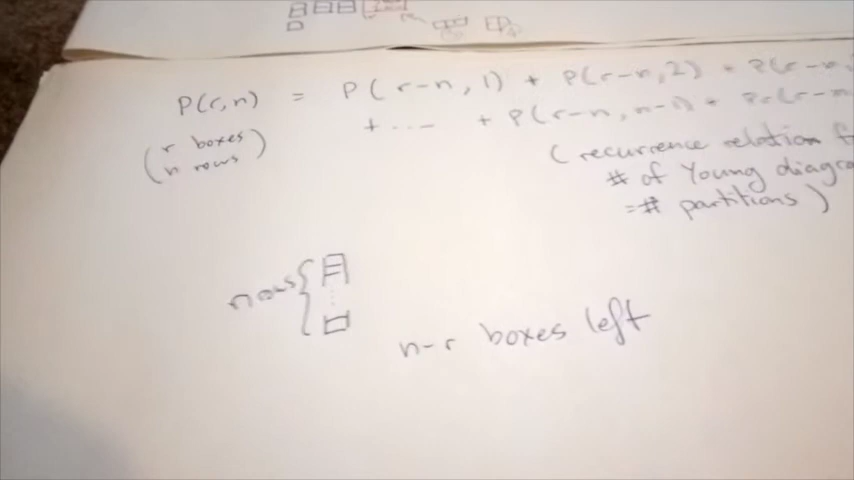 P(r,n) = P(r-n,1) + P(r-n,2) + P(r-n,
+ ... + P(r-n,n-1) + P(r-n
(r boxes
n rows)
(recurrence relation f
# of Young diagra
= # partitions)
n rows
n-r boxes left